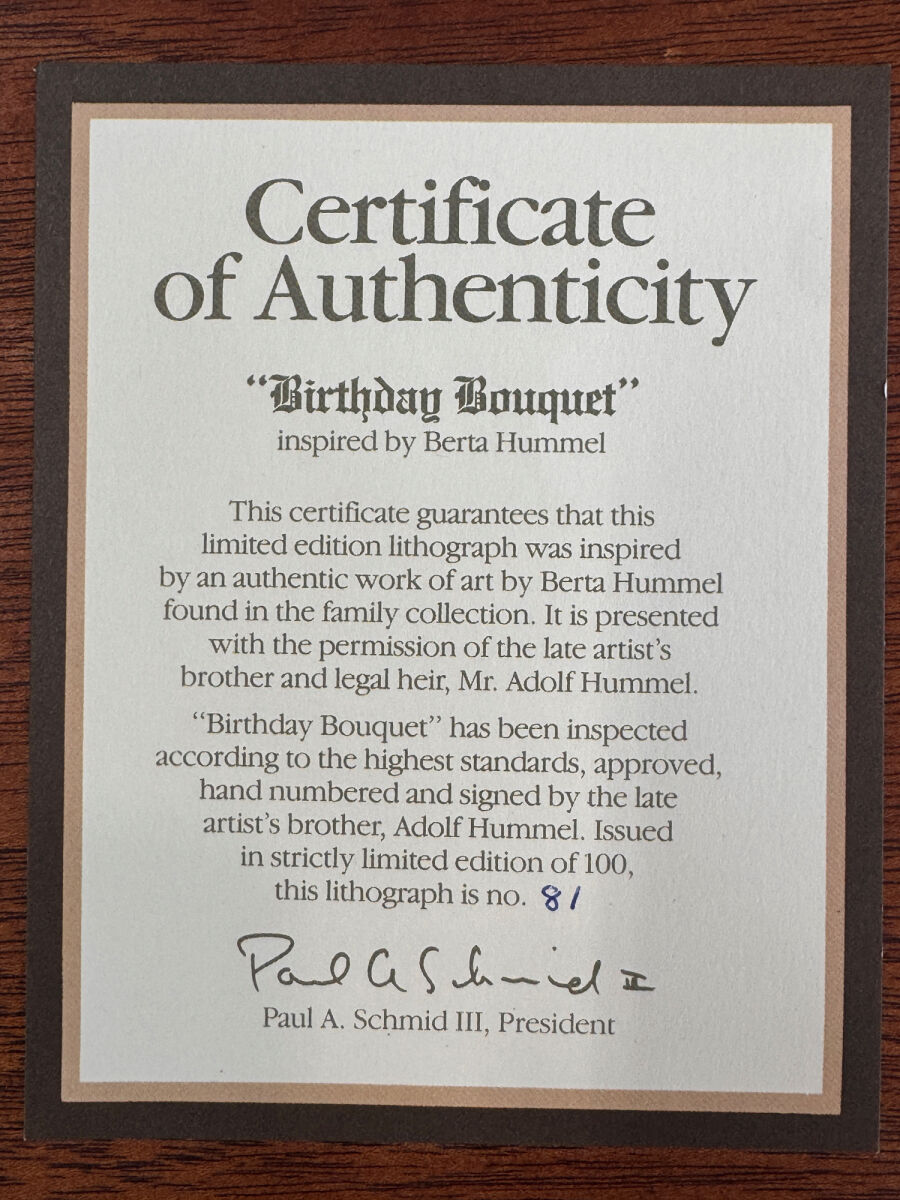 Certificate
of Authenticity
“Birthday Bouquet”
inspired by Berta Hummel
This certificate guarantees that this
limited edition lithograph was inspired
by an authentic work of art by Berta Hummel
found in the family collection. It is presented
with the permission of the late artist’s
brother and legal heir, Mr. Adolf Hummel.
“Birthday Bouquet” has been inspected
according to the highest standards, approved,
hand numbered and signed by the late
artist’s brother, Adolf Hummel. Issued
in strictly limited edition of 100,
this lithograph is no. 81
Paul A Schmid III
Paul A. Schmid III, President